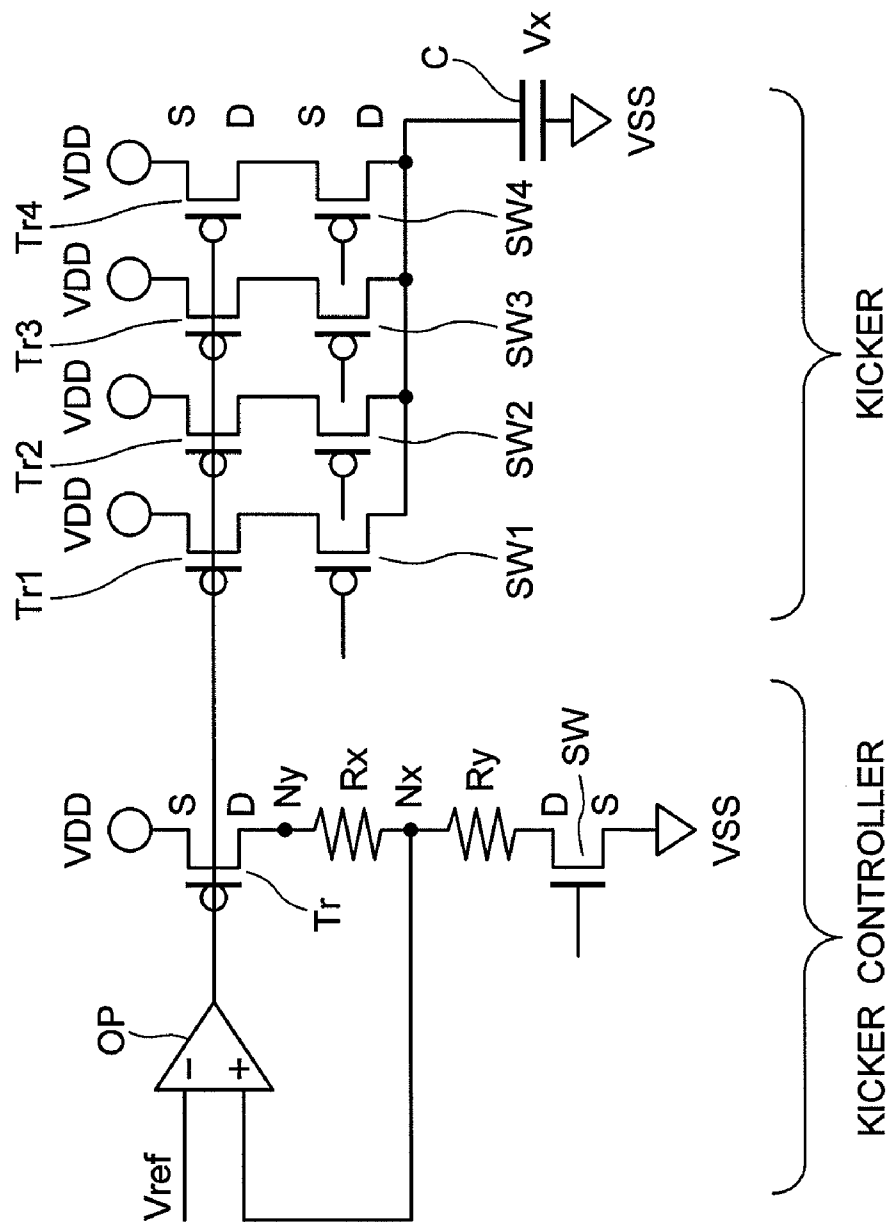 Tr1
Tr2
Tr3
Tr4
VDD
VDD
VDD
VDD
VDD
OP
S
S
D
D
C
Vref
−
+
Tr
Ny
S
D
Vx
Rx
SW1
SW2
SW3
SW4
VSS
Nx
Ry
SW
D
S
VSS
KICKER CONTROLLER
KICKER